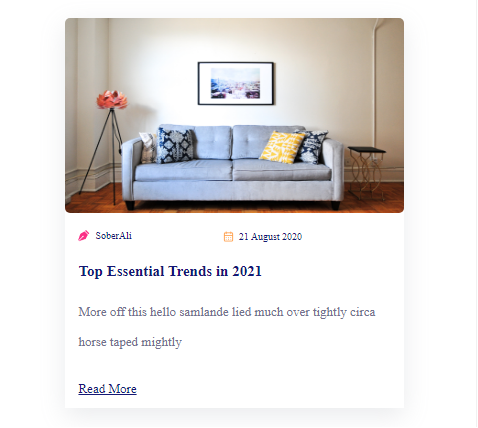 SoberAli
21 August 2020
Top Essential Trends in 2021
More off this hello samlande lied much over tightly circa
horse taped mightly
Read More